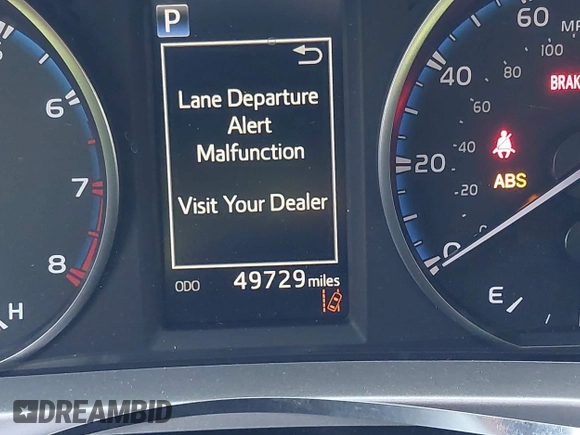 P
Lane Departure
Alert
Malfunction
Visit Your Dealer
ODO 49729 miles
6
7
8
H
60
40
20
0
100
80
60
40
20
BRAK
ABS
E
DREAMBID